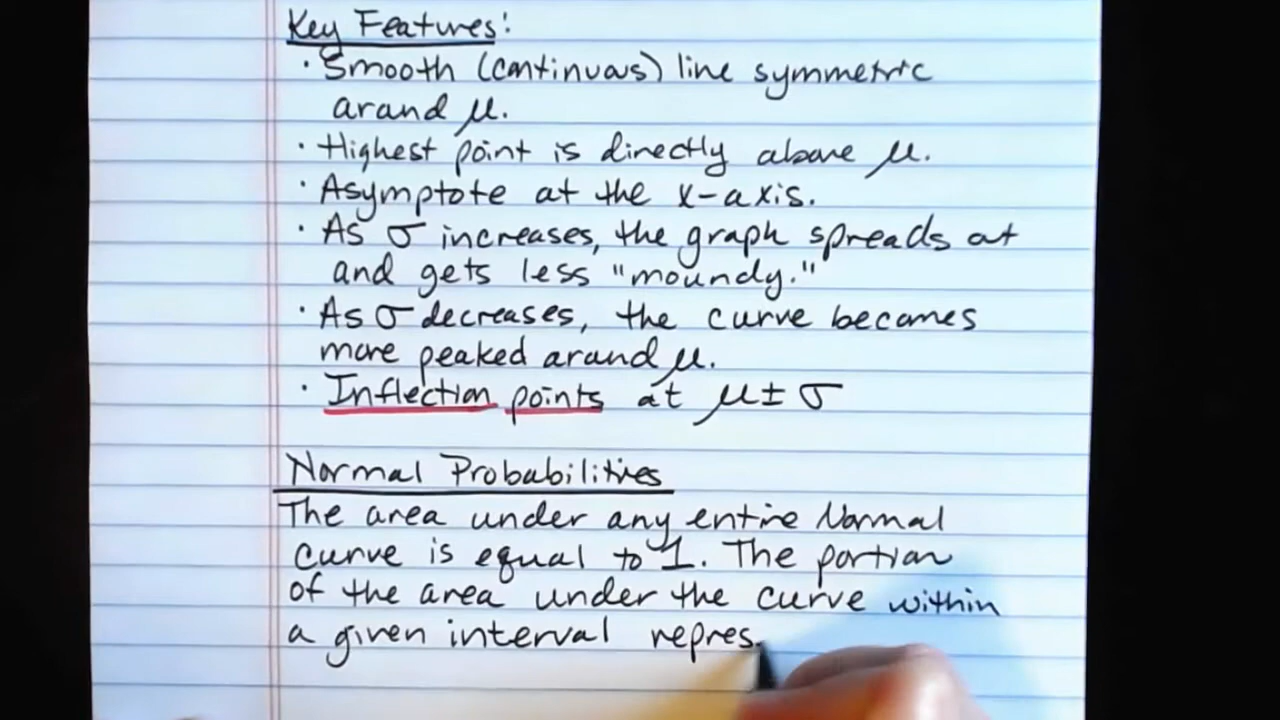 Key Features:
· Smooth (continuous) line symmetric
around μ.
· Highest point is directly above μ.
· Asymptote at the x-axis.
· As σ increases, the graph spreads out
and gets less "moundy."
· As σ decreases, the curve becomes
more peaked around μ.
· Inflection points at μ ± σ
Normal Probabilities
The area under any entire Normal
curve is equal to 1. The portion
of the area under the curve within
a given interval repres